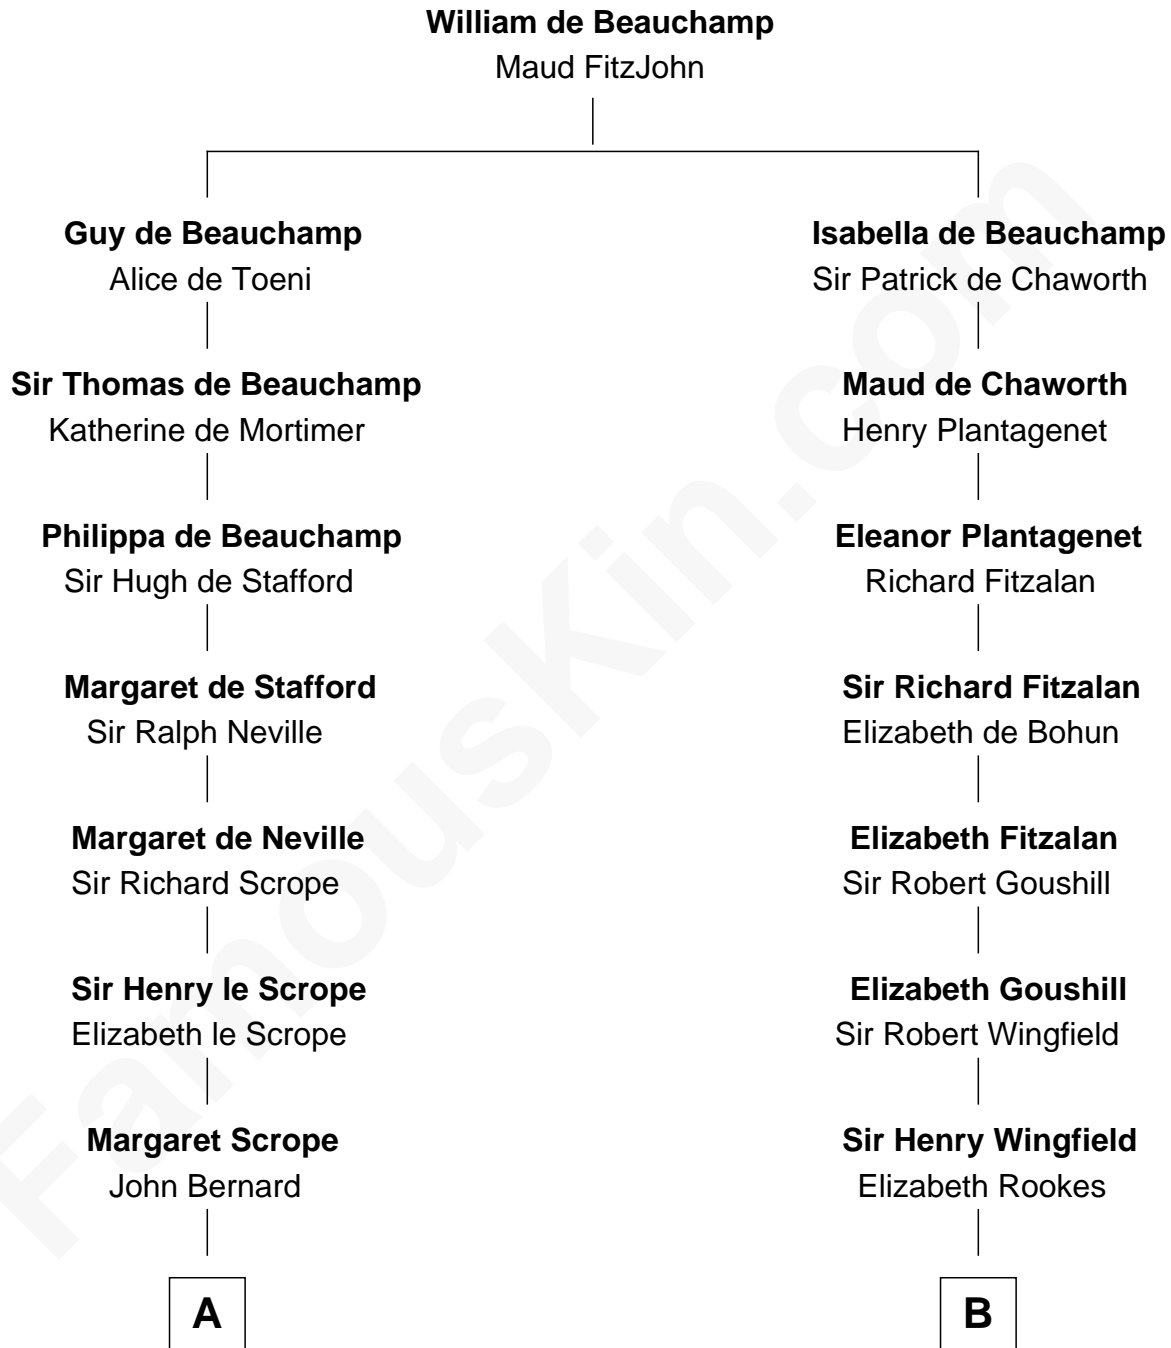 William de Beauchamp
Maud FitzJohn
Guy de Beauchamp
Alice de Toeni
Isabella de Beauchamp
Sir Patrick de Chaworth
Sir Thomas de Beauchamp
Katherine de Mortimer
Maud de Chaworth
Henry Plantagenet
Philippa de Beauchamp
Sir Hugh de Stafford
Eleanor Plantagenet
Richard Fitzalan
Margaret de Stafford
Sir Ralph Neville
Sir Richard Fitzalan
Elizabeth de Bohun
Margaret de Neville
Sir Richard Scrope
Elizabeth Fitzalan
Sir Robert Goushill
Sir Henry le Scrope
Elizabeth le Scrope
Elizabeth Goushill
Sir Robert Wingfield
Margaret Scrope
John Bernard
Sir Henry Wingfield
Elizabeth Rookes
A
B
FamousKin.com